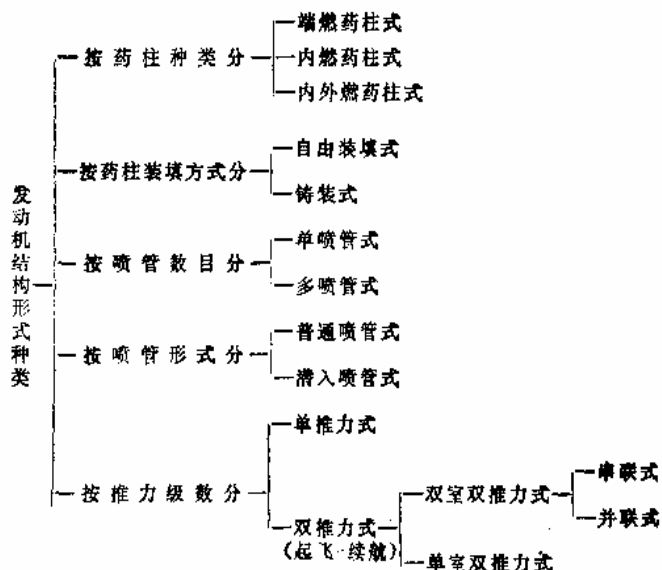 发动机结构形式种类
按药柱种类分
端燃药柱式
内燃药柱式
内外燃药柱式
按药柱装填方式分
自由装填式
铸装式
按喷管数目分
单喷管式
多喷管式
按喷管形式分
普通喷管式
潜入喷管式
按推力级数分
单推力式
双推力式
(起飞·续航)
双室双推力式
串联式
并联式
单室双推力式